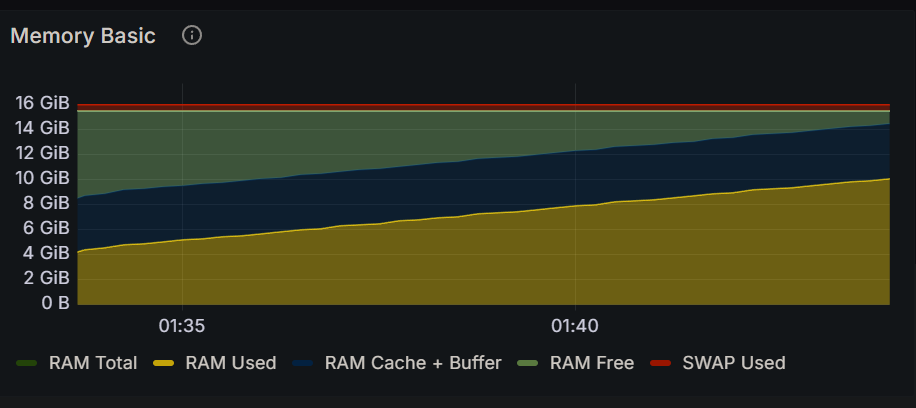 Memory Basic
16 GiB
14 GiB
12 GiB
10 GiB
8 GiB
6 GiB
4 GiB
2 GiB
0 B
01:35 01:40
RAM Total RAM Used RAM Cache + Buffer RAM Free SWAP Used